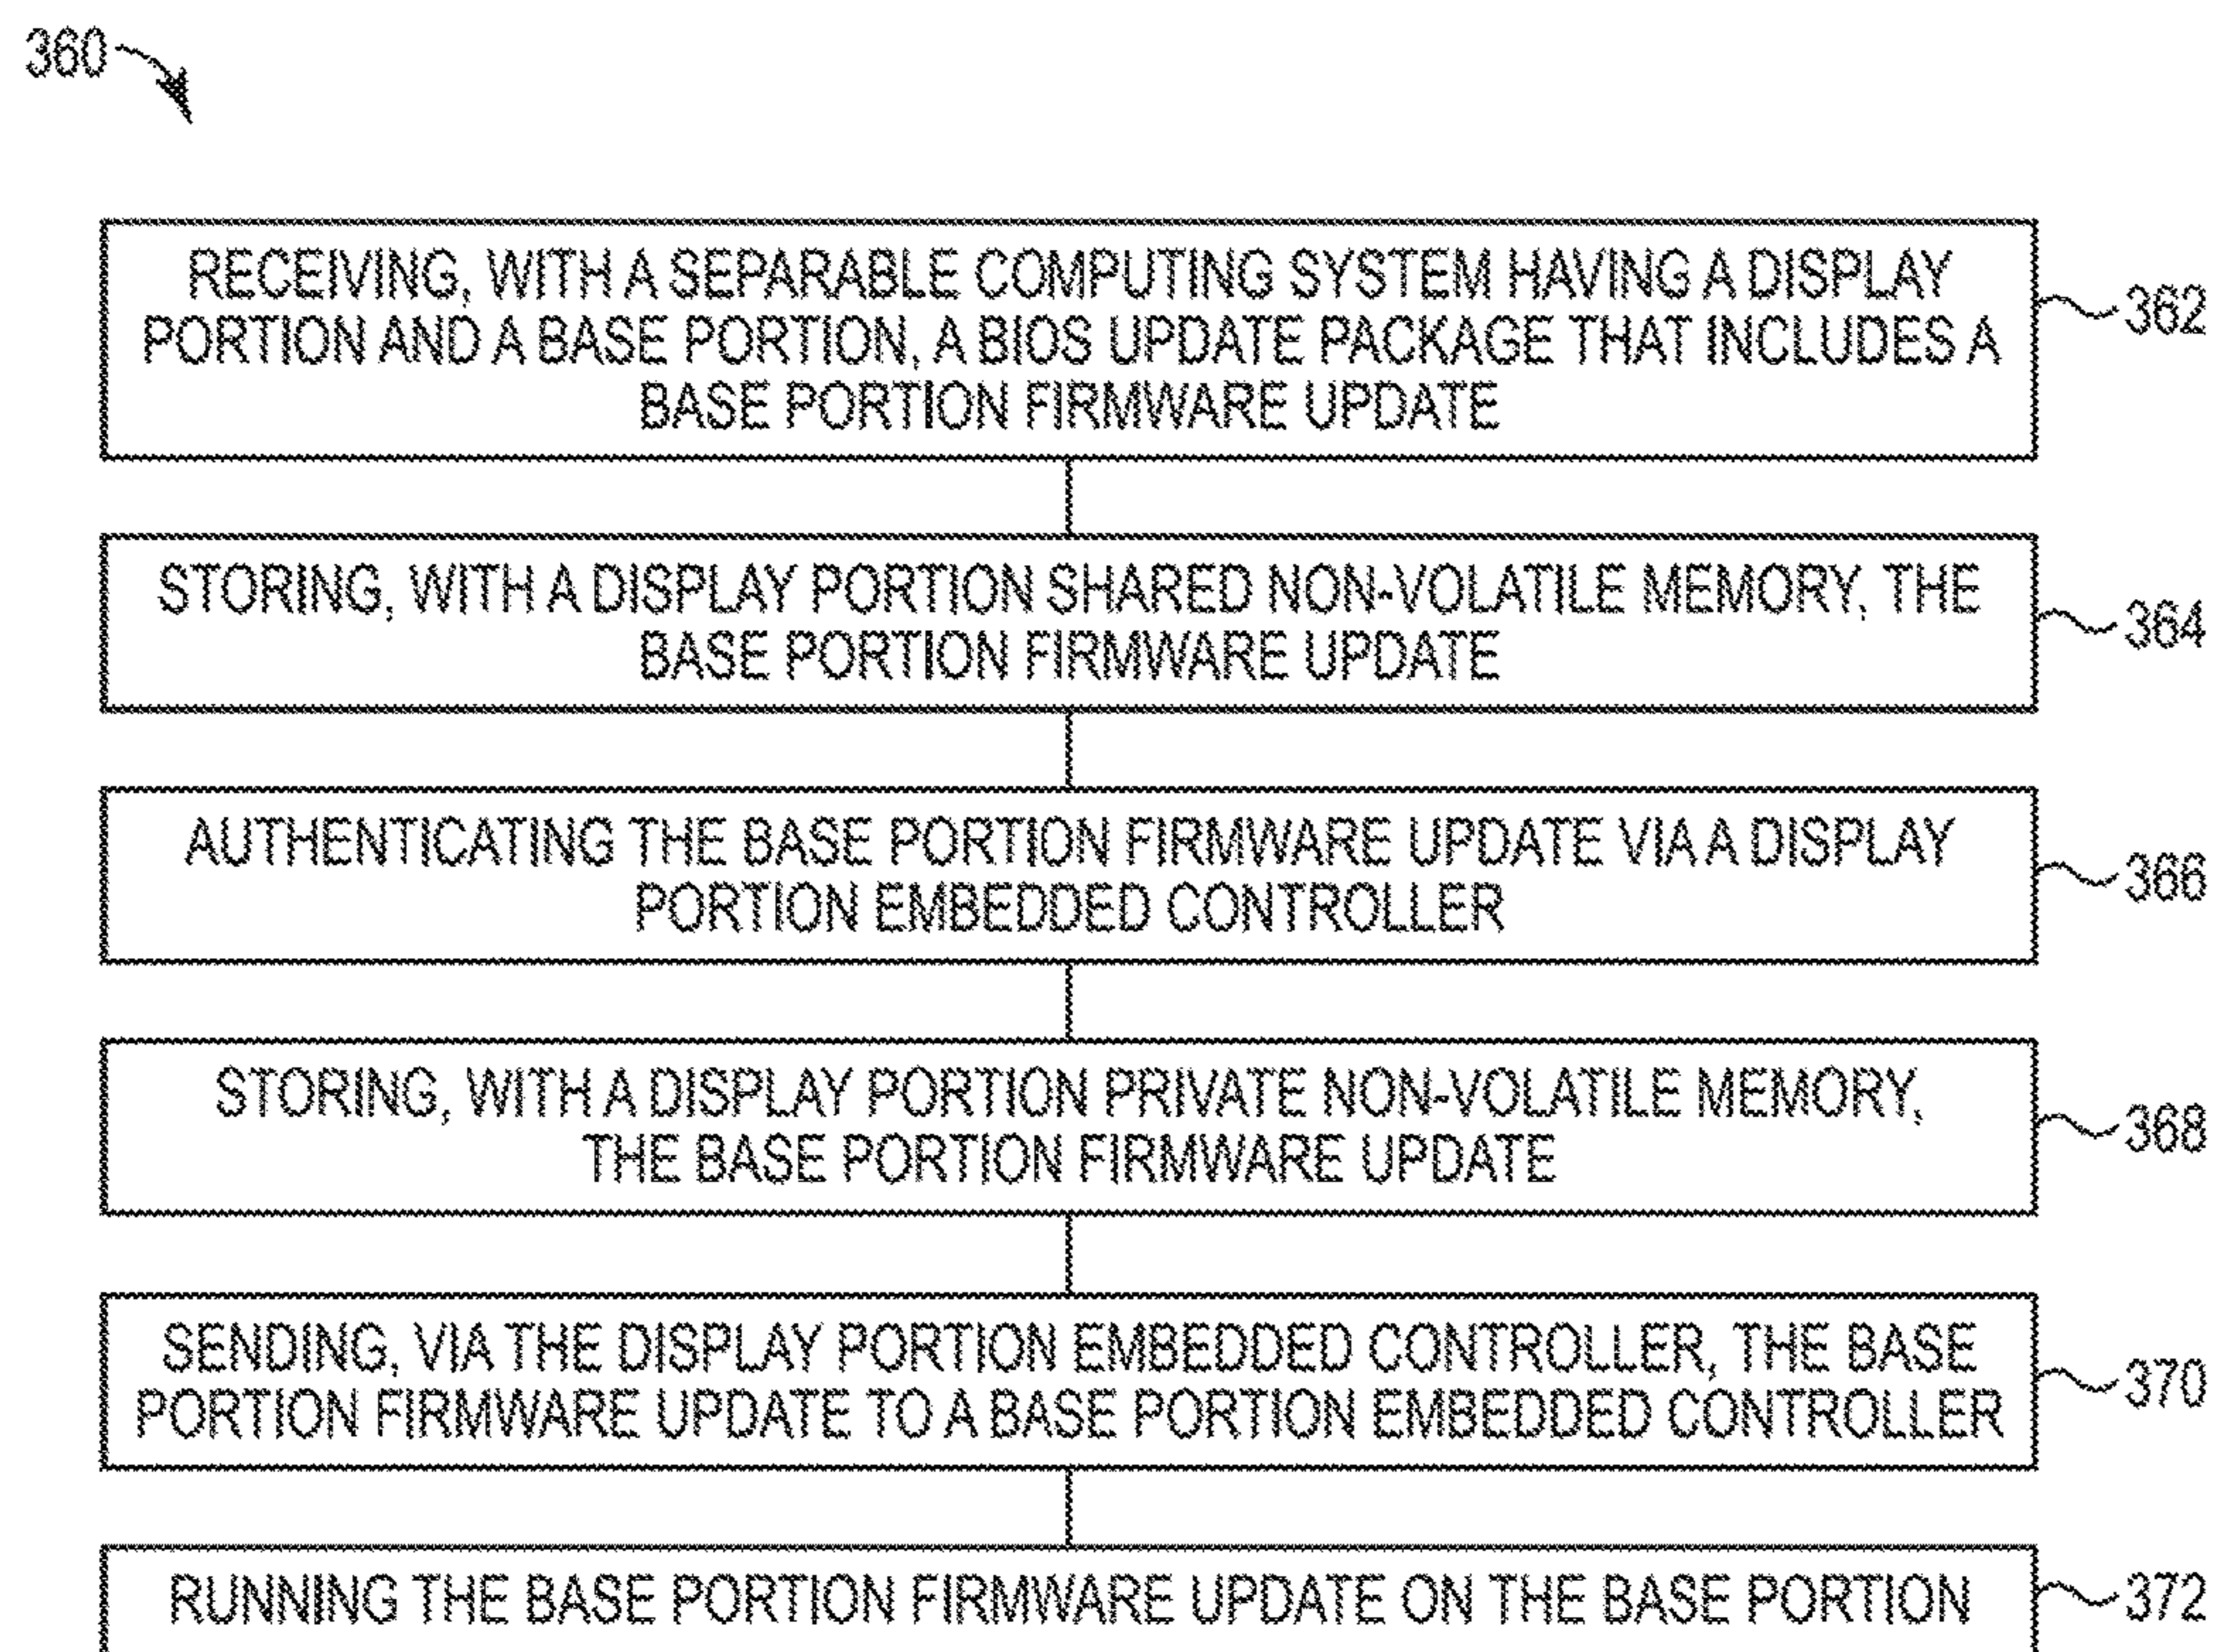 360
RECEIVING, WITH A SEPARABLE COMPUTING SYSTEM HAVING A DISPLAY
PORTION AND A BASE PORTION, A BIOS UPDATE PACKAGE THAT INCLUDES A
BASE PORTION FIRMWARE UPDATE
362
STORING, WITH A DISPLAY PORTION SHARED NON-VOLATILE MEMORY, THE
BASE PORTION FIRMWARE UPDATE
364
AUTHENTICATING THE BASE PORTION FIRMWARE UPDATE VIA A DISPLAY
PORTION EMBEDDED CONTROLLER
366
STORING, WITH A DISPLAY PORTION PRIVATE NON-VOLATILE MEMORY,
THE BASE PORTION FIRMWARE UPDATE
368
SENDING, VIA THE DISPLAY PORTION EMBEDDED CONTROLLER, THE BASE
PORTION FIRMWARE UPDATE TO A BASE PORTION EMBEDDED CONTROLLER
370
RUNNING THE BASE PORTION FIRMWARE UPDATE ON THE BASE PORTION
372